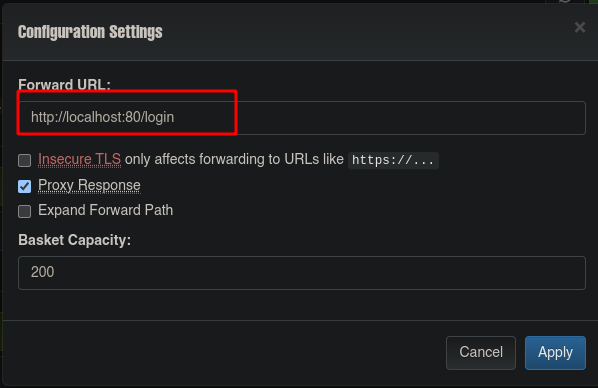 Configuration Settings
×
Forward URL:
http://localhost:80/login
Insecure TLS only affects forwarding to URLs like https://...
Proxy Response
Expand Forward Path
Basket Capacity:
200
Cancel
Apply